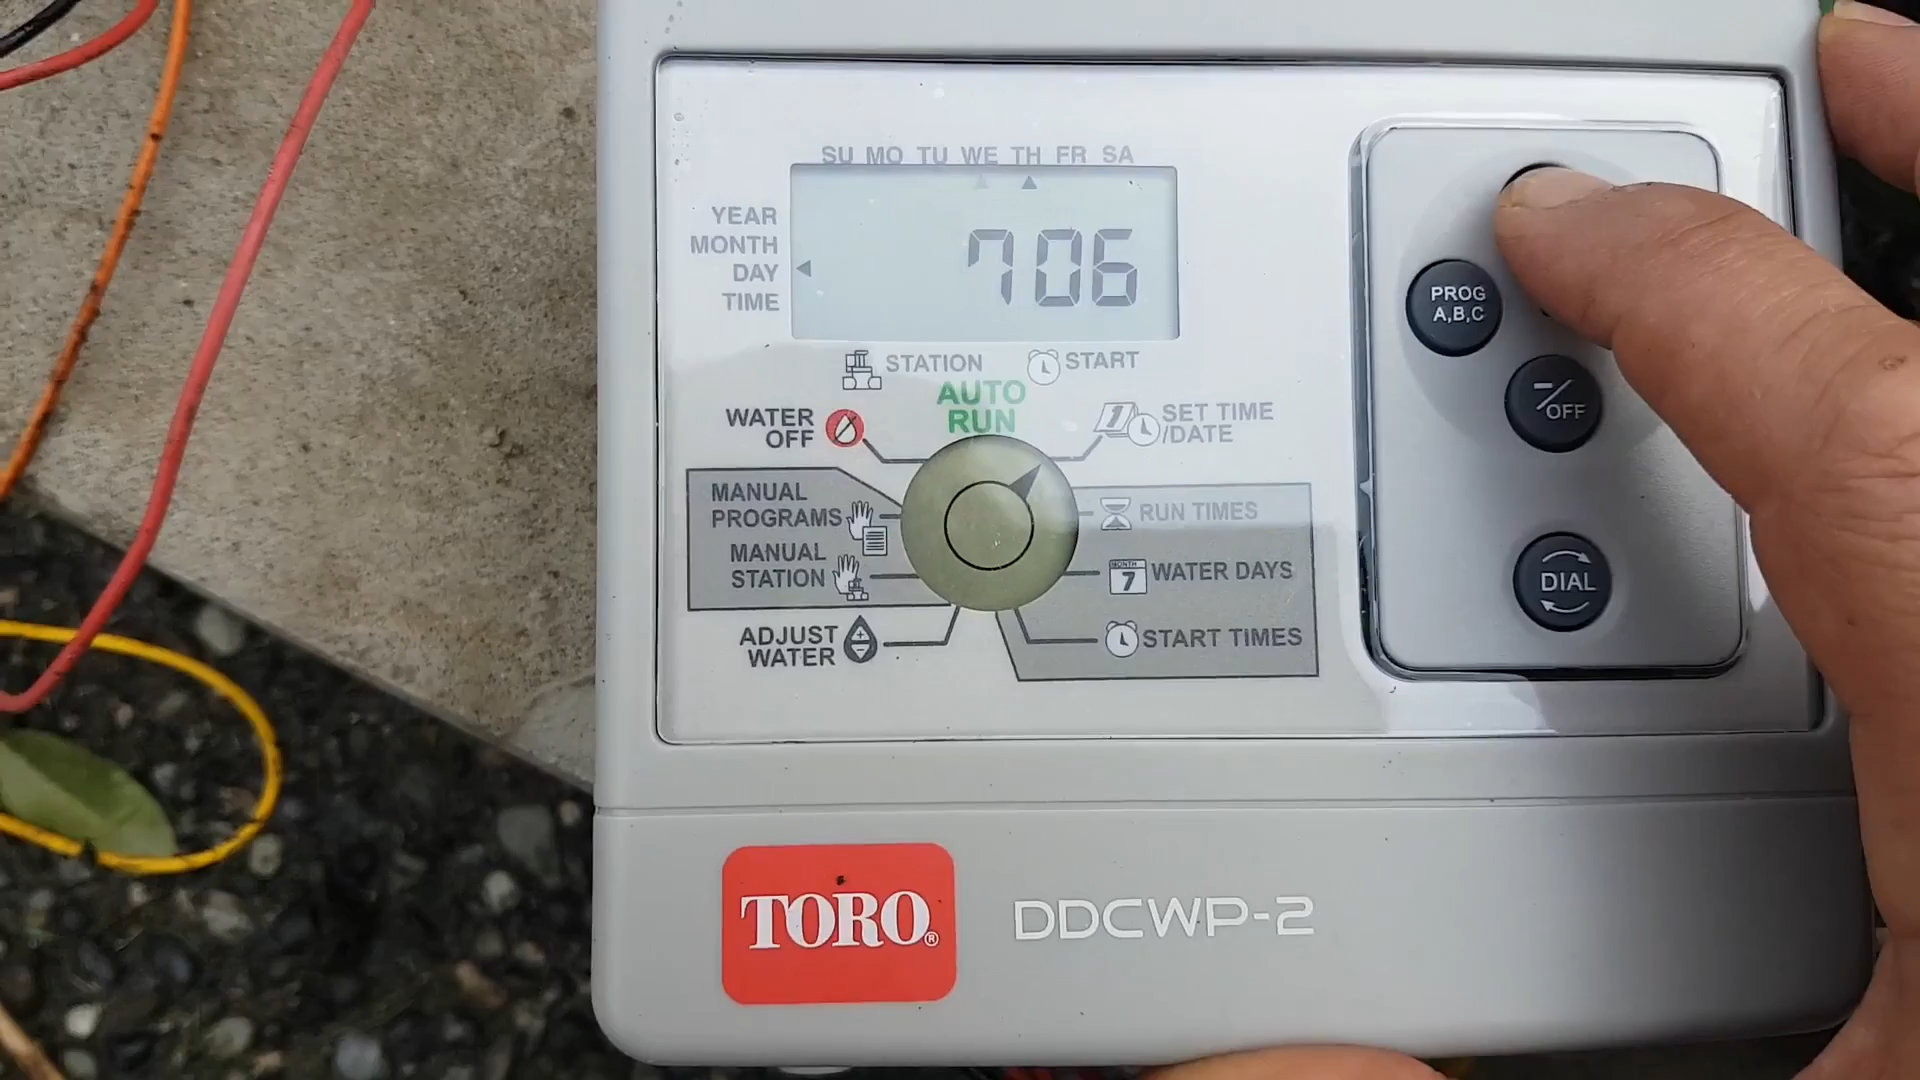 SU MO TU WE TH FR SA
YEAR
MONTH
DAY
TIME
706
STATION
START
AUTO
RUN
WATER
OFF
SET TIME
/DATE
MANUAL
PROGRAMS
RUN TIMES
MANUAL
STATION
MONTH
7
WATER DAYS
ADJUST
WATER
START TIMES
PROG
A,B,C
−/OFF
DIAL
TORO®
DDCWP-2